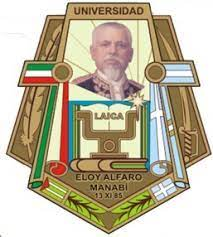 UNIVERSIDAD
LAICA
ELOY ALFARO
MANABÍ
13 XI 85